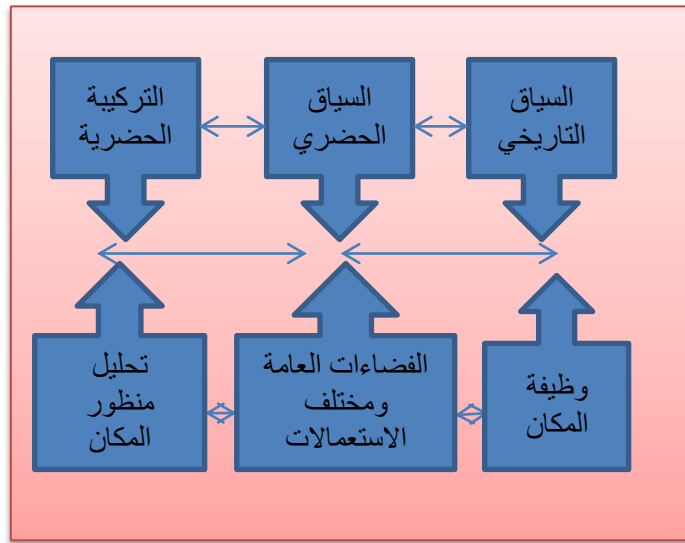 السياق
التاريخي
السياق
الحضري
التركيبة
الحضرية
وظيفة
المكان
الفضاءات العامة
ومختلف
الاستعمالات
تحليل
منظور
المكان